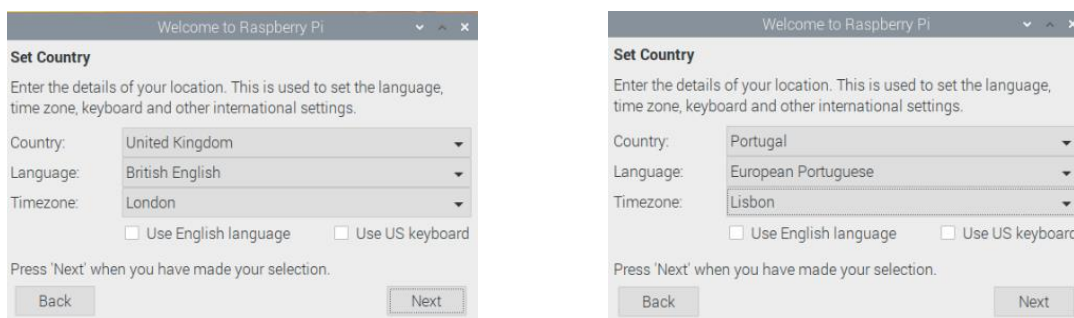 Welcome to Raspberry Pi
Set Country
Enter the details of your location. This is used to set the language,
time zone, keyboard and other international settings.
Country: United Kingdom
Language: British English
Timezone: London
Use English language Use US keyboard
Press 'Next' when you have made your selection.
Back Next
Welcome to Raspberry Pi
Set Country
Enter the details of your location. This is used to set the language,
time zone, keyboard and other international settings.
Country: Portugal
Language: European Portuguese
Timezone: Lisbon
Use English language Use US keyboard
Press 'Next' when you have made your selection.
Back Next